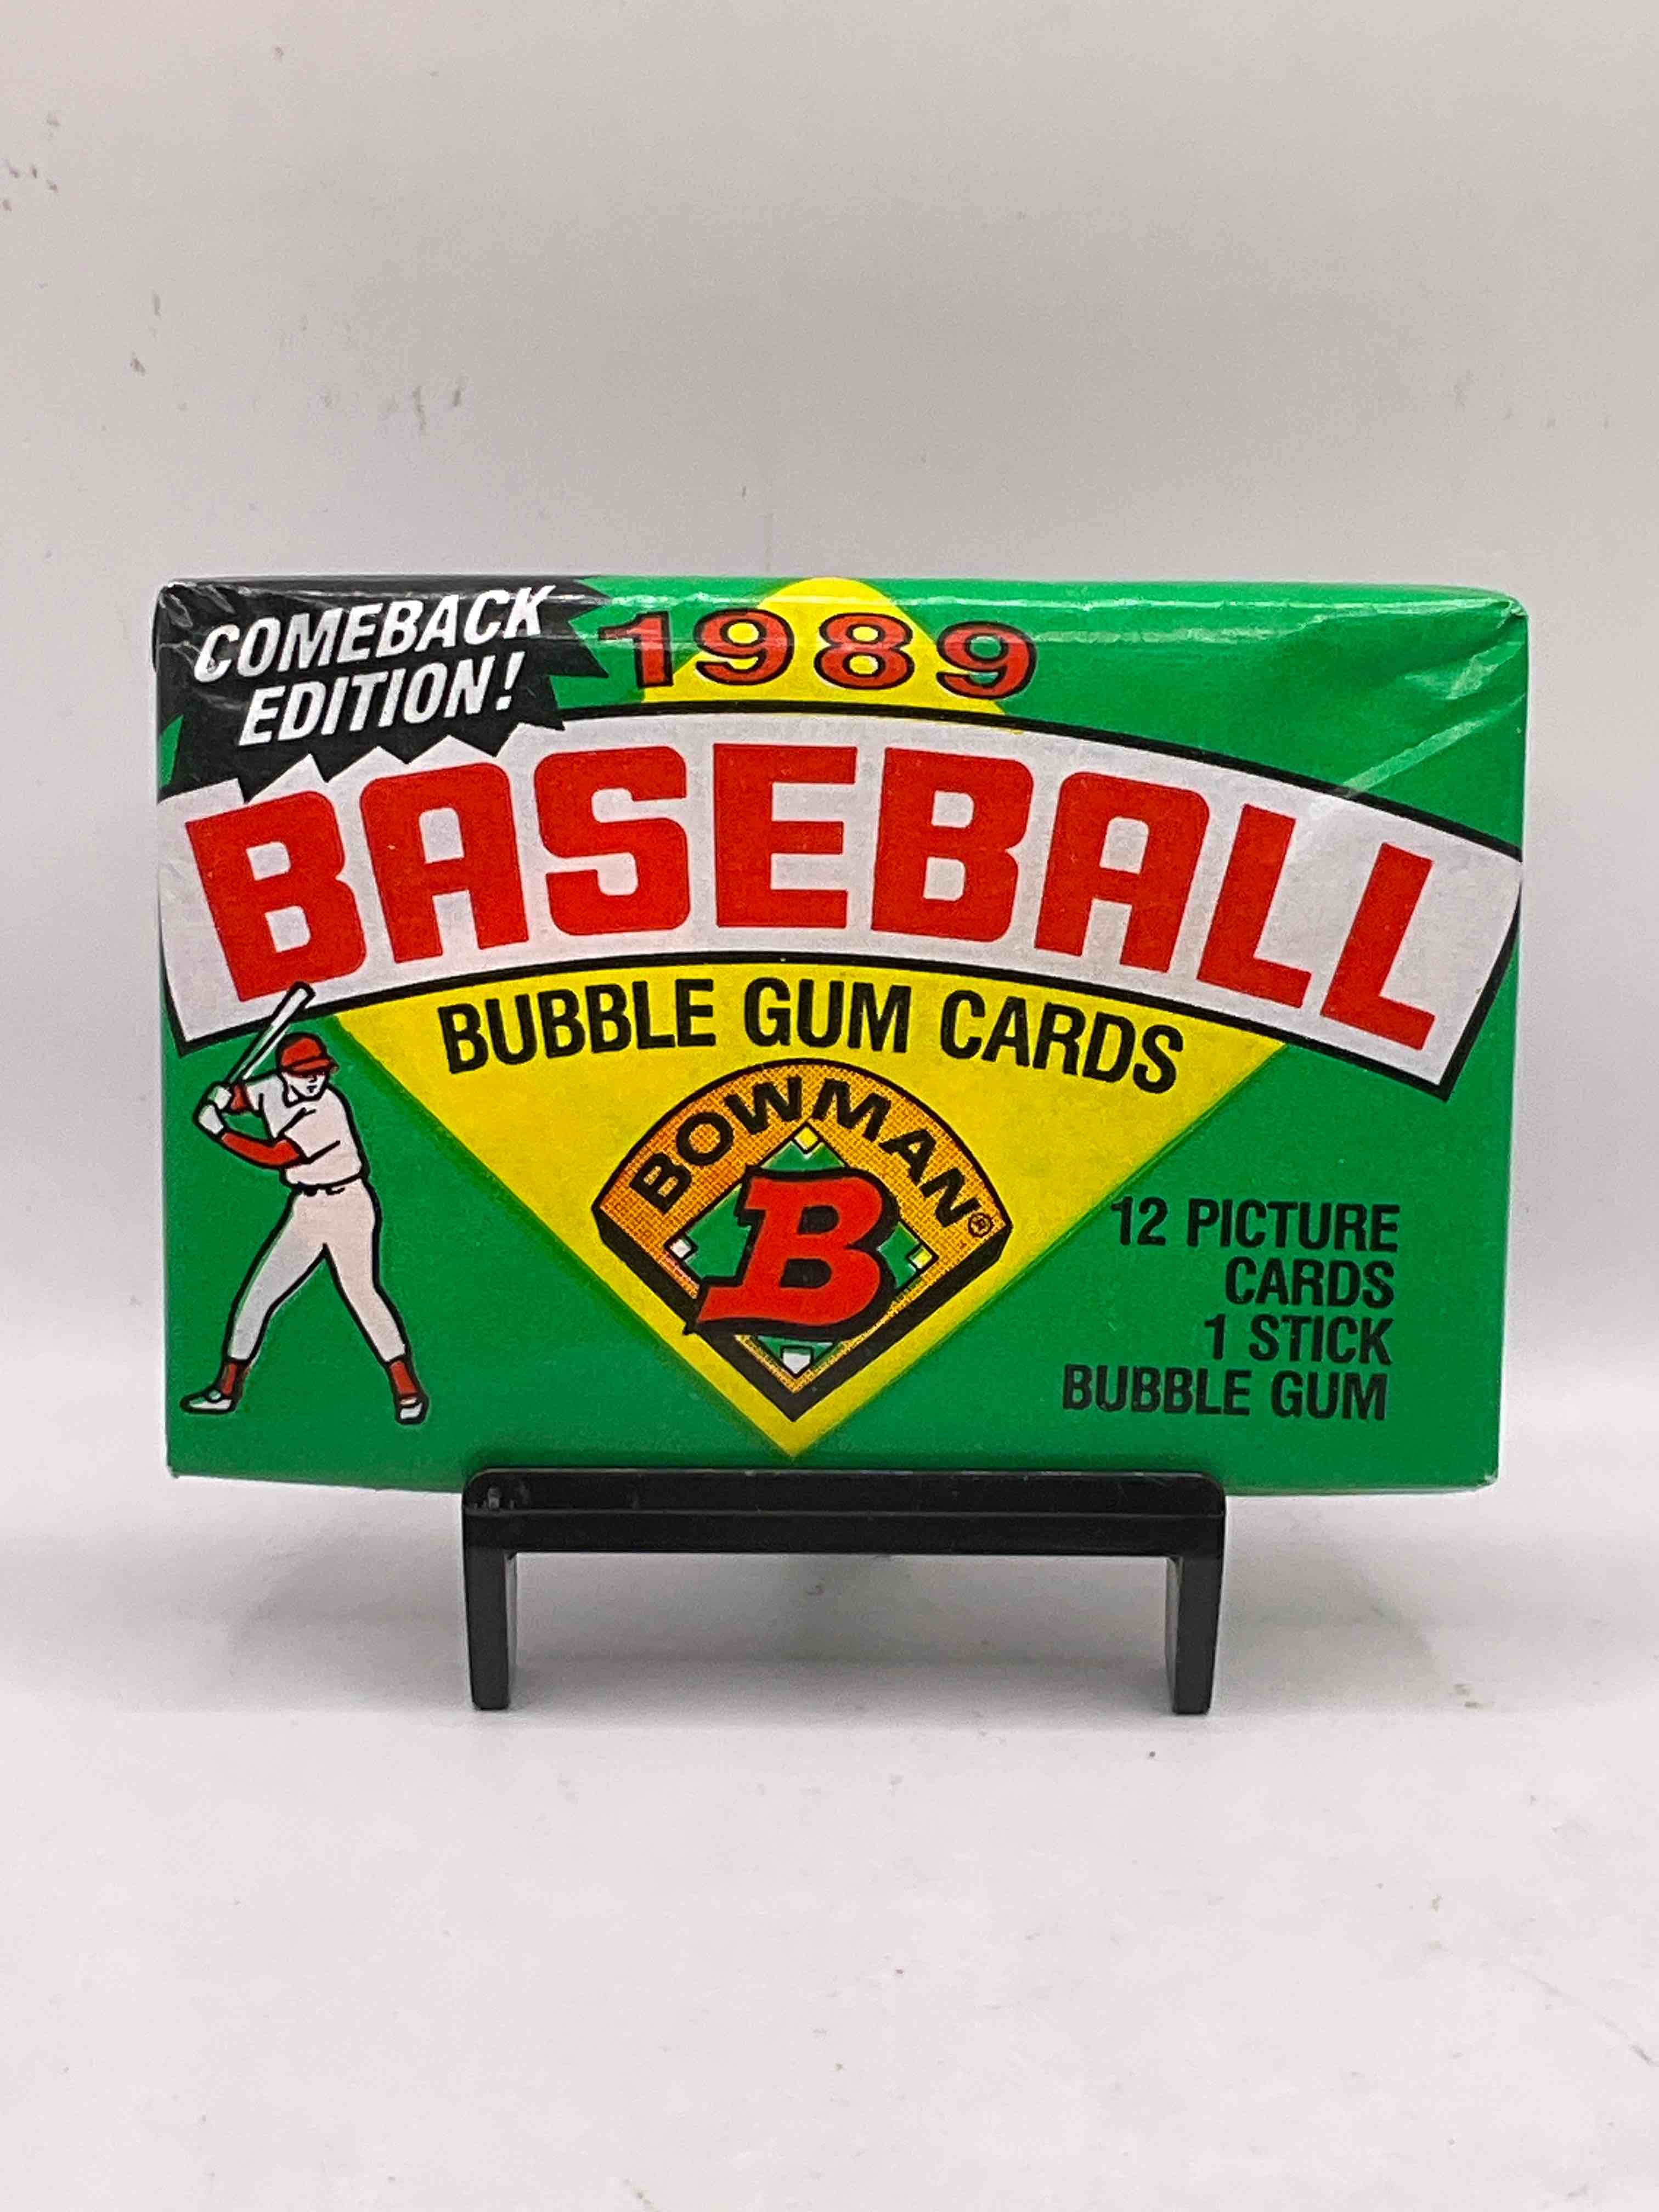 COMEBACK
EDITION!
1989
BASEBALL
BUBBLE GUM CARDS
BOWMAN®
B
12 PICTURE
CARDS
1 STICK
BUBBLE GUM